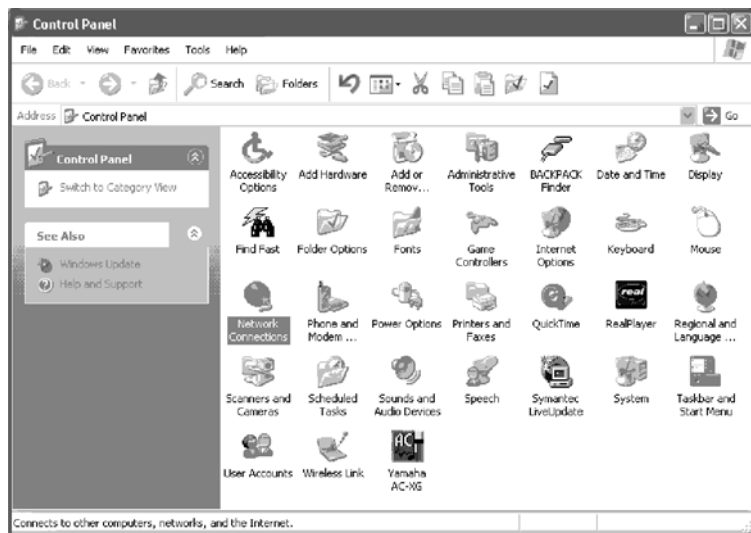 Control Panel
File Edit View Favorites Tools Help
Back Search Folders
Address Control Panel Go
Control Panel
Switch to Category View
See Also
Windows Update
Help and Support
Accessibility Options
Add Hardware
Add or Remov...
Administrative Tools
BACKPACK Finder
Date and Time
Display
Find Fast
Folder Options
Fonts
Game Controllers
Internet Options
Keyboard
Mouse
Network Connections
Phone and Modem ...
Power Options
Printers and Faxes
QuickTime
real
RealPlayer
Regional and Language ...
Scanners and Cameras
Scheduled Tasks
Sounds and Audio Devices
Speech
Symantec LiveUpdate
System
Taskbar and Start Menu
User Accounts
Wireless Link
AC
Yamaha AC-XG
Connects to other computers, networks, and the Internet.